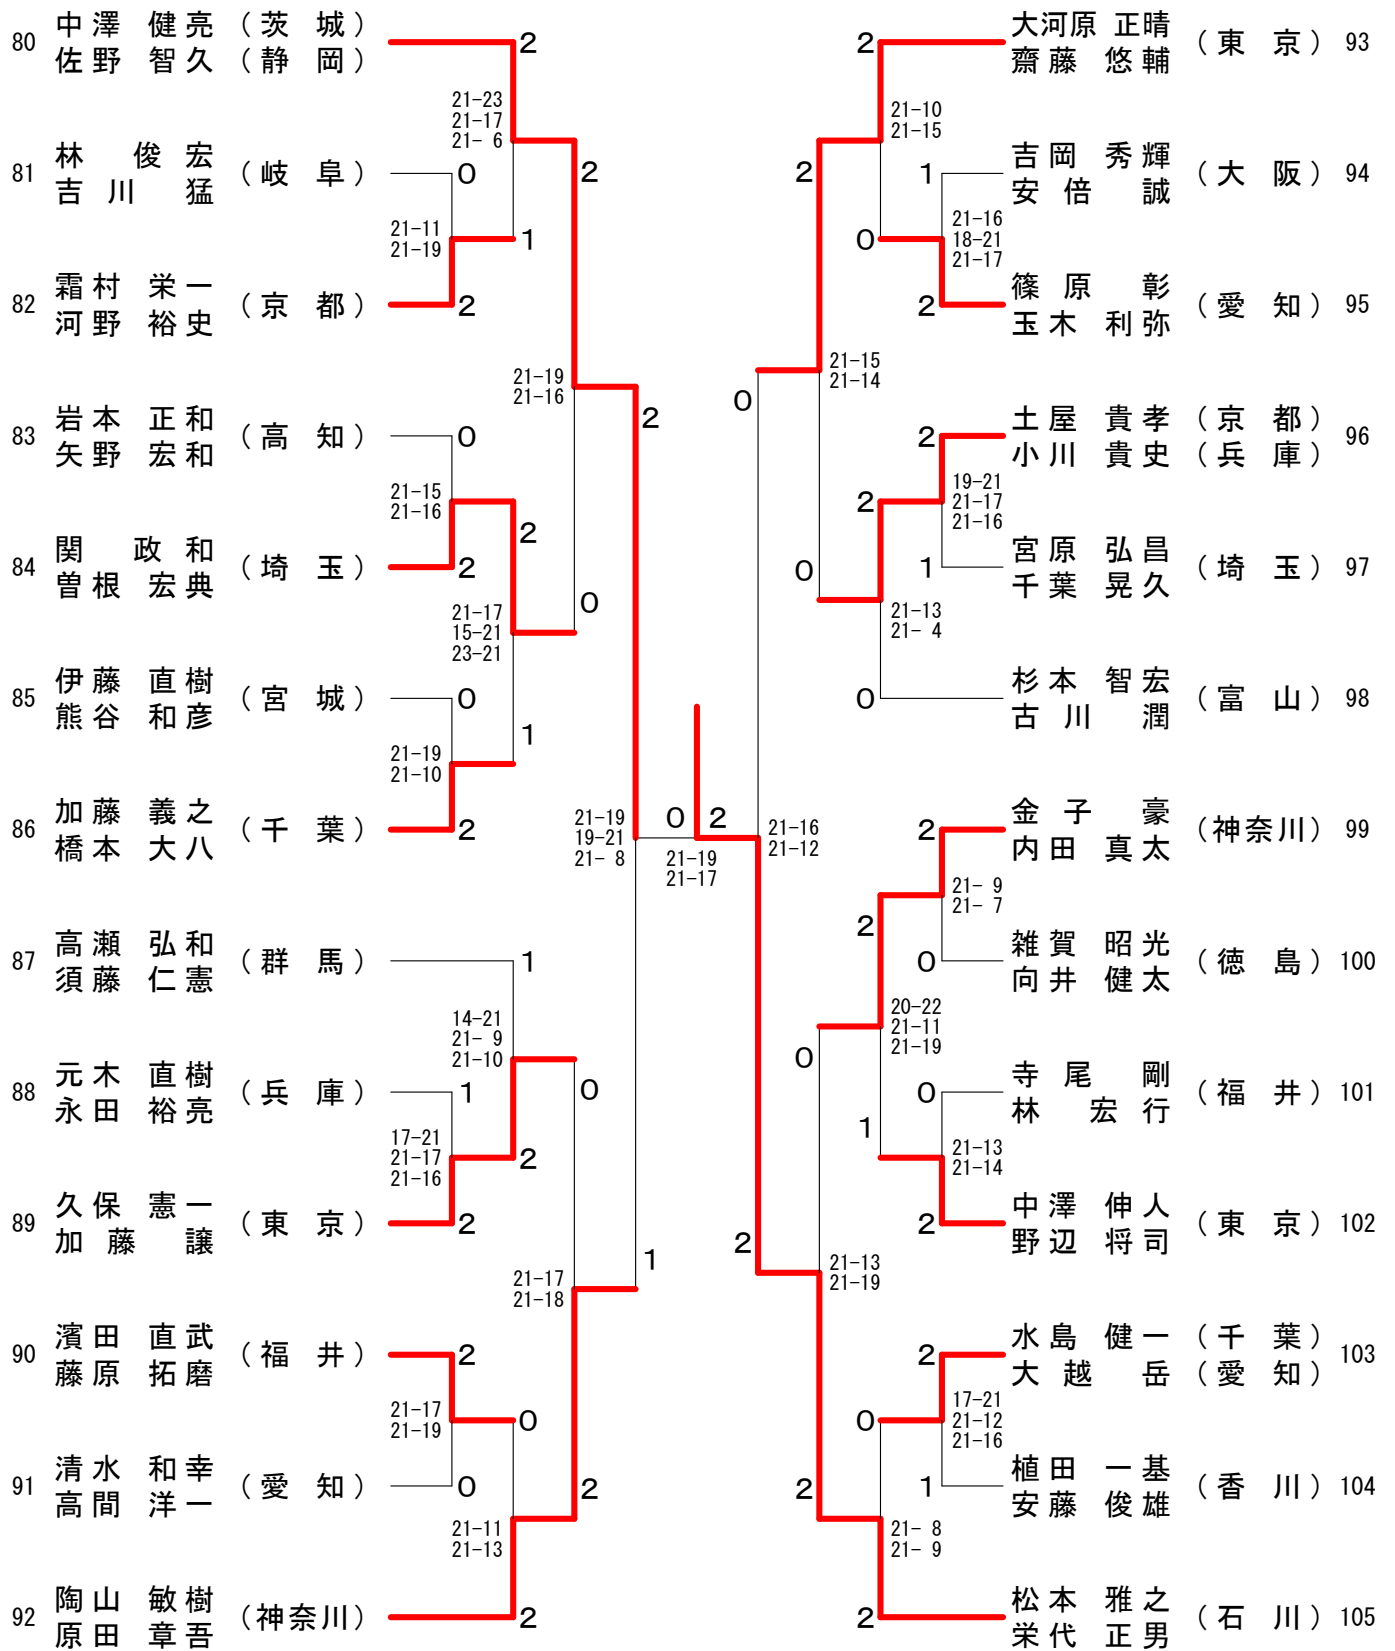 80 中澤 健亮 (茨城)
佐野 智久 (静岡)
2
21-23
21-17
21- 6
81 林 俊宏 (岐阜)
吉川 猛
0
2
21-11
21-19
1
82 霜村 栄一 (京都)
河野 裕史
2
21-19
21-16
2
83 岩本 正和 (高知)
矢野 宏和
0
21-15
21-16
2
84 関 政和 (埼玉)
曽根 宏典
2
0
21-17
15-21
23-21
85 伊藤 直樹 (宮城)
熊谷 和彦
0
1
21-19
21-10
86 加藤 義之 (千葉)
橋本 大八
2
21-19
19-21
21- 8
0
2
21-19
21-17
87 高瀬 弘和 (群馬)
須藤 仁憲
1
14-21
21- 9
21-10
88 元木 直樹 (兵庫)
永田 裕亮
1
0
17-21
21-17
21-16
2
89 久保 憲一 (東京)
加藤 譲
2
1
21-17
21-18
90 濱田 直武 (福井)
藤原 拓磨
2
21-17
21-19
0
91 清水 和幸 (愛知)
高間 洋一
0
2
21-11
21-13
92 陶山 敏樹 (神奈川)
原田 章吾
2
2
大河原 正晴 (東京) 93
齋藤 悠輔
21-10
21-15
2
1
吉岡 秀輝 (大阪) 94
安倍 誠
21-16
18-21
21-17
0
2
篠原 彰 (愛知) 95
玉木 利弥
21-15
21-14
0
2
土屋 貴孝 (京都) 96
小川 貴史 (兵庫)
19-21
21-17
21-16
2
0
1
宮原 弘昌 (埼玉) 97
千葉 晃久
21-13
21- 4
0
杉本 智宏 (富山) 98
古川 潤
21-16
21-12
2
金子 豪 (神奈川) 99
内田 真太
21- 9
21- 7
2
0
雑賀 昭光 (徳島) 100
向井 健太
20-22
21-11
21-19
0
0
寺尾 剛 (福井) 101
林 宏行
1
21-13
21-14
2
中澤 伸人 (東京) 102
野辺 将司
2
21-13
21-19
2
水島 健一 (千葉) 103
大越 岳 (愛知)
17-21
21-12
21-16
0
2
1
植田 一基 (香川) 104
安藤 俊雄
21- 8
21- 9
2
松本 雅之 (石川) 105
栄代 正男